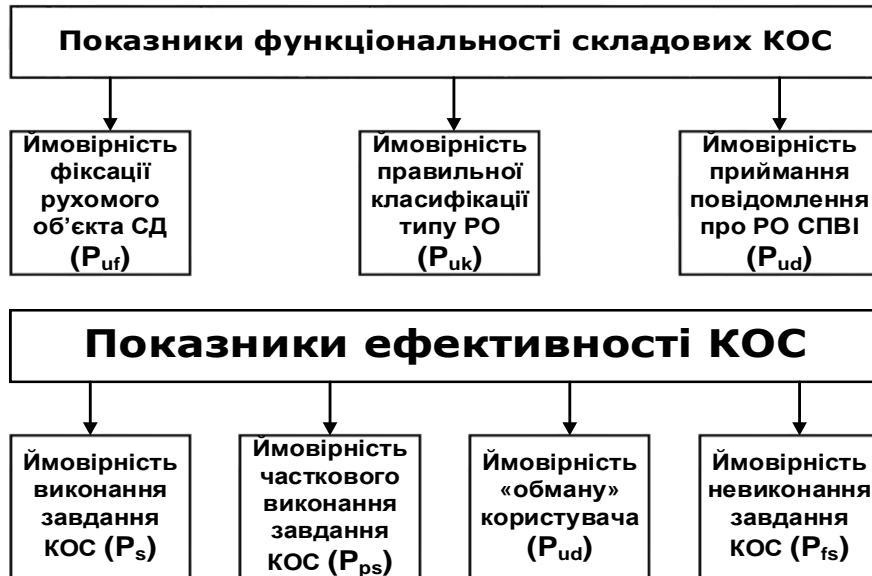 Показники функціональності складових КОС
Ймовірність
фіксації
рухомого
об’єкта СД
(Puf)
Ймовірність
правильної
класифікації
типу РО
(Puk)
Ймовірність
приймання
повідомлення
про РО СПВІ
(Pud)
Показники ефективності КОС
Ймовірність
виконання
завдання
КОС (Ps)
Ймовірність
часткового
виконання
завдання
КОС (Pps)
Ймовірність
«обману»
користувача
(Pud)
Ймовірність
невиконання
завдання
КОС (Pfs)